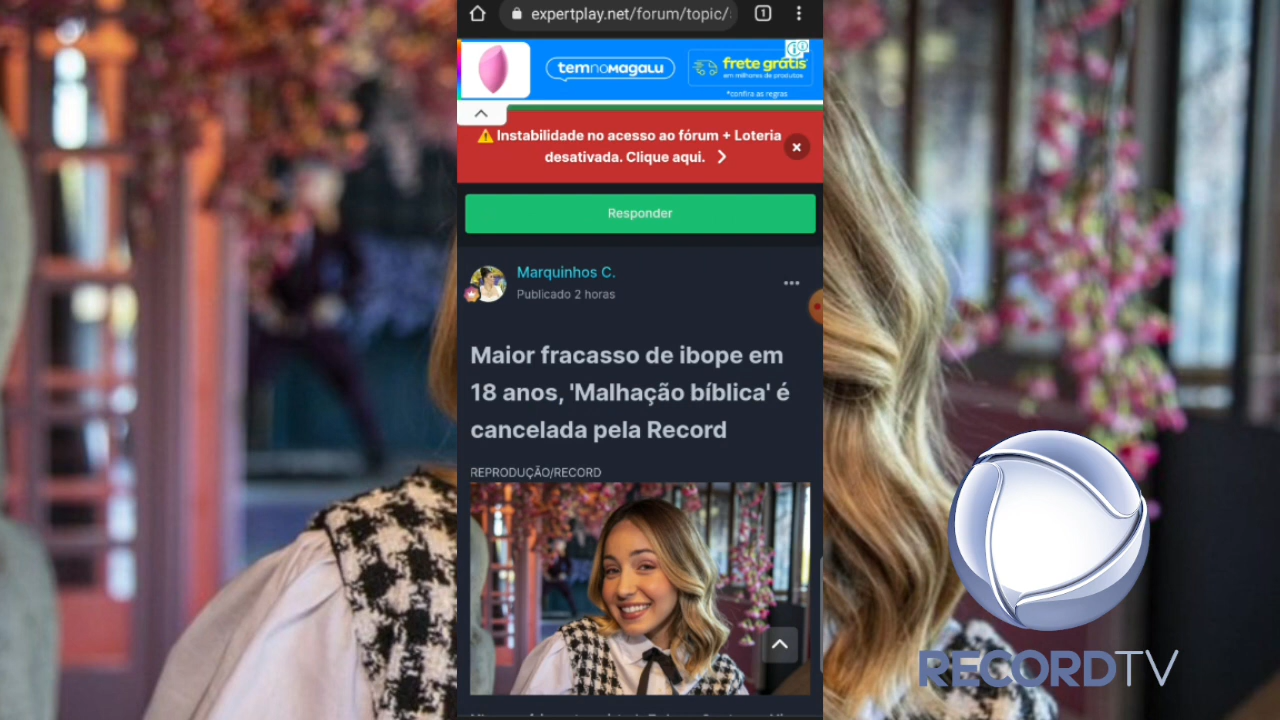 expertplay.net/forum/topic/
1
temnomagalu
frete grátis
em milhares de produtos
*confira as regras
Instabilidade no acesso ao fórum + Loteria
desativada. Clique aqui.
Responder
Marquinhos C.
Publicado 2 horas
Maior fracasso de ibope em
18 anos, 'Malhação bíblica' é
cancelada pela Record
REPRODUÇÃO/RECORD
RECORDTV